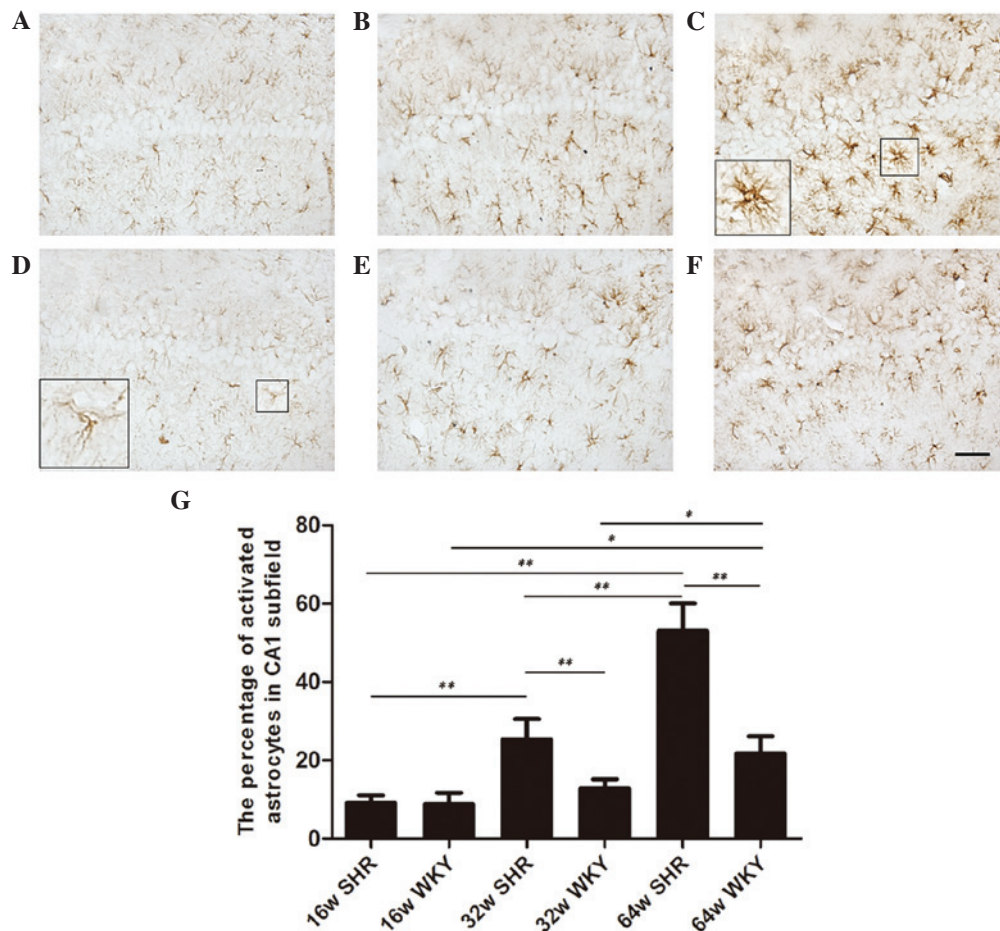 A
B
C
D
E
F
G
The percentage of activated
astrocytes in CA1 subfield
80
60
40
20
0
*
*
**
**
**
**
**
16w SHR
16w WKY
32w SHR
32w WKY
64w SHR
64w WKY